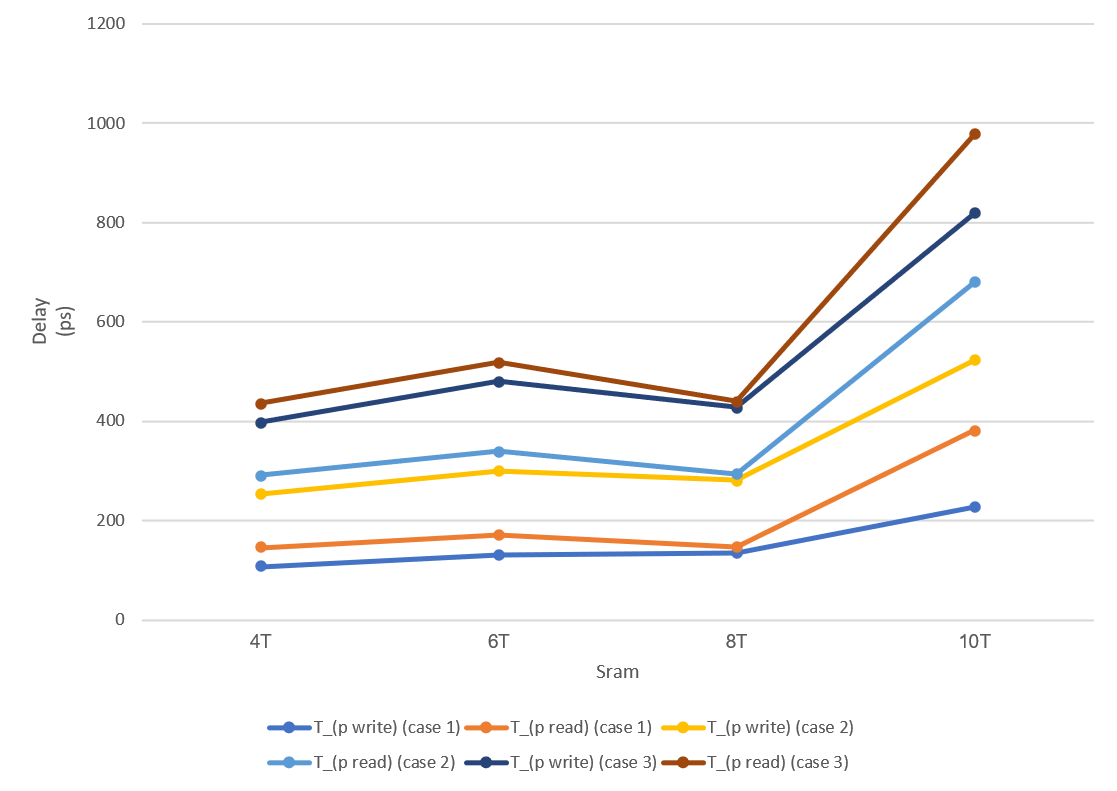 1200
1000
800
600
400
200
0
Delay
(ps)
4T 6T 8T 10T
Sram
T_(p write) (case 1) T_(p read) (case 1) T_(p write) (case 2)
T_(p read) (case 2) T_(p write) (case 3) T_(p read) (case 3)